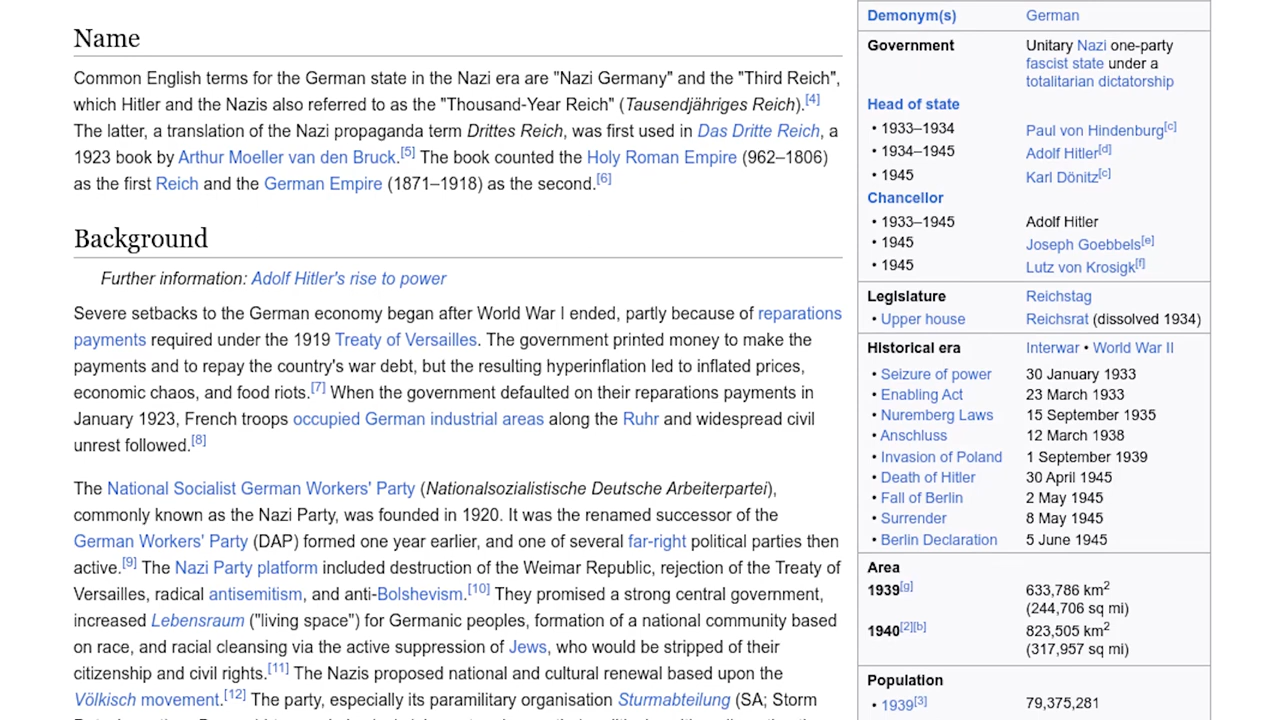 Name
Common English terms for the German state in the Nazi era are "Nazi Germany" and the "Third Reich",
which Hitler and the Nazis also referred to as the "Thousand-Year Reich" (Tausendjähriges Reich).[4]
The latter, a translation of the Nazi propaganda term Drittes Reich, was first used in Das Dritte Reich, a
1923 book by Arthur Moeller van den Bruck.[5] The book counted the Holy Roman Empire (962–1806)
as the first Reich and the German Empire (1871–1918) as the second.[6]
Background
Further information: Adolf Hitler's rise to power
Severe setbacks to the German economy began after World War I ended, partly because of reparations
payments required under the 1919 Treaty of Versailles. The government printed money to make the
payments and to repay the country's war debt, but the resulting hyperinflation led to inflated prices,
economic chaos, and food riots.[7] When the government defaulted on their reparations payments in
January 1923, French troops occupied German industrial areas along the Ruhr and widespread civil
unrest followed.[8]
The National Socialist German Workers' Party (Nationalsozialistische Deutsche Arbeiterpartei),
commonly known as the Nazi Party, was founded in 1920. It was the renamed successor of the
German Workers' Party (DAP) formed one year earlier, and one of several far-right political parties then
active.[9] The Nazi Party platform included destruction of the Weimar Republic, rejection of the Treaty of
Versailles, radical antisemitism, and anti-Bolshevism.[10] They promised a strong central government,
increased Lebensraum ("living space") for Germanic peoples, formation of a national community based
on race, and racial cleansing via the active suppression of Jews, who would be stripped of their
citizenship and civil rights.[11] The Nazis proposed national and cultural renewal based upon the
Völkisch movement.[12] The party, especially its paramilitary organisation Sturmabteilung (SA; Storm
Demonym(s) German
Government Unitary Nazi one-party
fascist state under a
totalitarian dictatorship
Head of state
• 1933–1934 Paul von Hindenburg[c]
• 1934–1945 Adolf Hitler[d]
• 1945 Karl Dönitz[c]
Chancellor
• 1933–1945 Adolf Hitler
• 1945 Joseph Goebbels[e]
• 1945 Lutz von Krosigk[f]
Legislature Reichstag
• Upper house Reichsrat (dissolved 1934)
Historical era Interwar • World War II
• Seizure of power 30 January 1933
• Enabling Act 23 March 1933
• Nuremberg Laws 15 September 1935
• Anschluss 12 March 1938
• Invasion of Poland 1 September 1939
• Death of Hitler 30 April 1945
• Fall of Berlin 2 May 1945
• Surrender 8 May 1945
• Berlin Declaration 5 June 1945
Area
1939[g] 633,786 km2
(244,706 sq mi)
1940[2][b] 823,505 km2
(317,957 sq mi)
Population
• 1939[3] 79,375,281